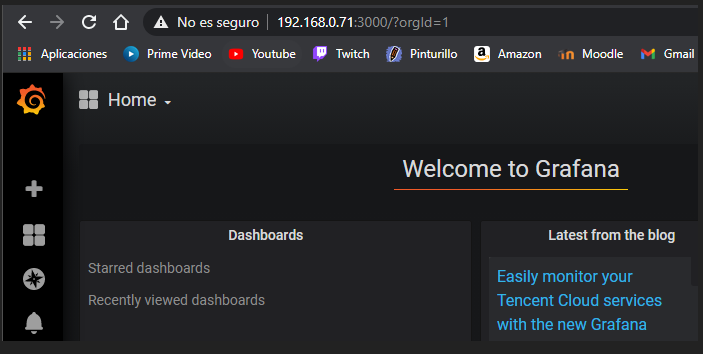 No es seguro | 192.168.0.71:3000/?orgId=1
Aplicaciones Prime Video Youtube Twitch Pinturillo Amazon Moodle Gmail
Home
Welcome to Grafana
Dashboards
Starred dashboards
Recently viewed dashboards
Latest from the blog
Easily monitor your
Tencent Cloud services
with the new Grafana